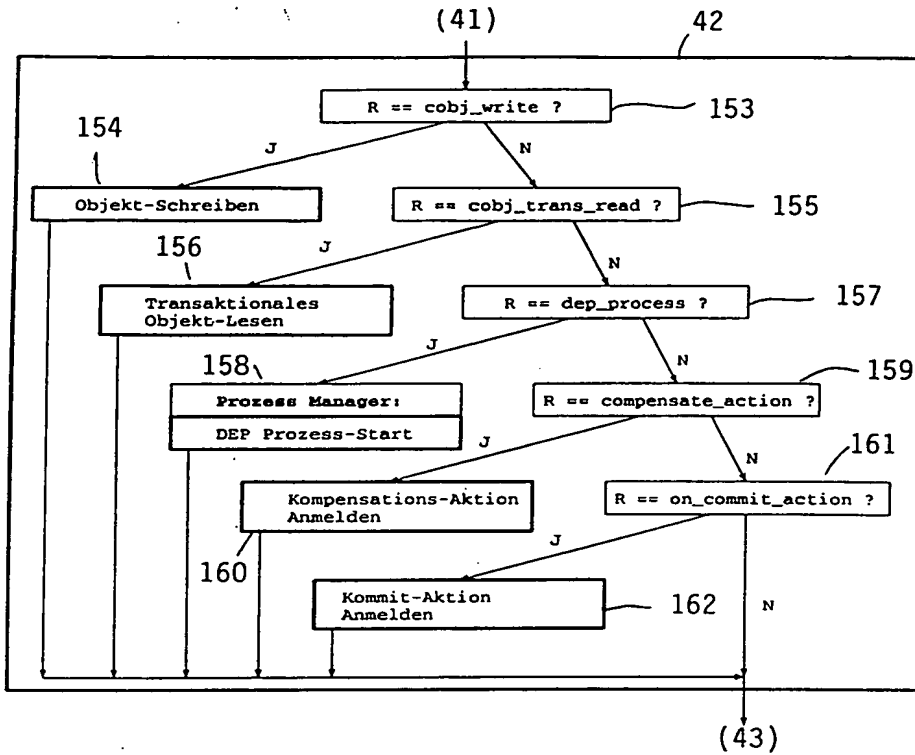 (41)
42
R == cobj_write ?
153
154
J
N
Objekt-Schreiben
R == cobj_trans_read ?
155
156
J
N
Transaktionales
Objekt-Lesen
R == dep_process ?
157
158
J
N
159
Prozess Manager:
DEP Prozess-Start
R == compensate_action ?
J
N
161
Kompensations-Aktion
Anmelden
R == on_commit_action ?
160
J
N
Kommit-Aktion
Anmelden
162
(43)